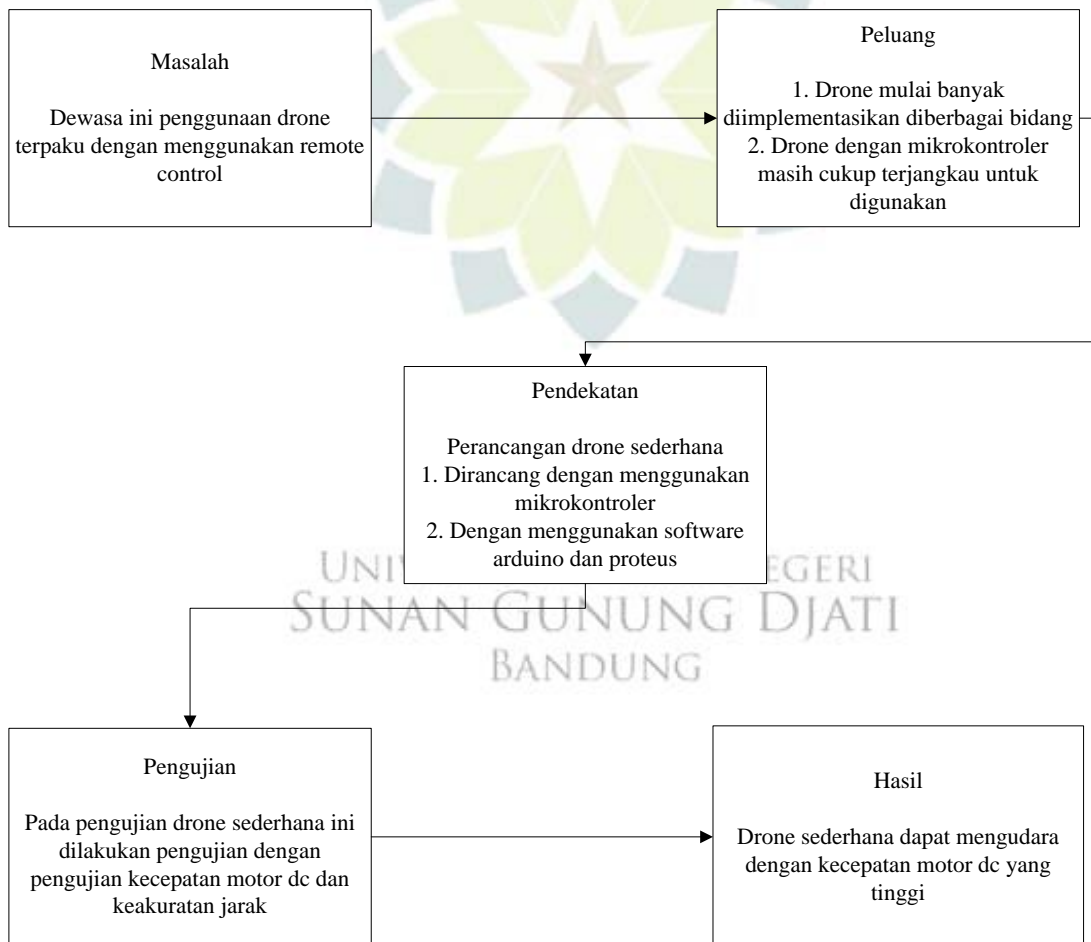 Masalah
Dewasa ini penggunaan drone
terpaku dengan menggunakan remote
control
Peluang
1. Drone mulai banyak
diimplementasikan diberbagai bidang
2. Drone dengan mikrokontroler
masih cukup terjangkau untuk
digunakan
Pendekatan
Perancangan drone sederhana
1. Dirancang dengan menggunakan
mikrokontroler
2. Dengan menggunakan software
arduino dan proteus
SUNAN GUNUNG DJATI
BANDUNG
Pengujian
Pada pengujian drone sederhana ini
dilakukan pengujian dengan
pengujian kecepatan motor dc dan
keakuratan jarak
Hasil
Drone sederhana dapat mengudara
dengan kecepatan motor dc yang
tinggi